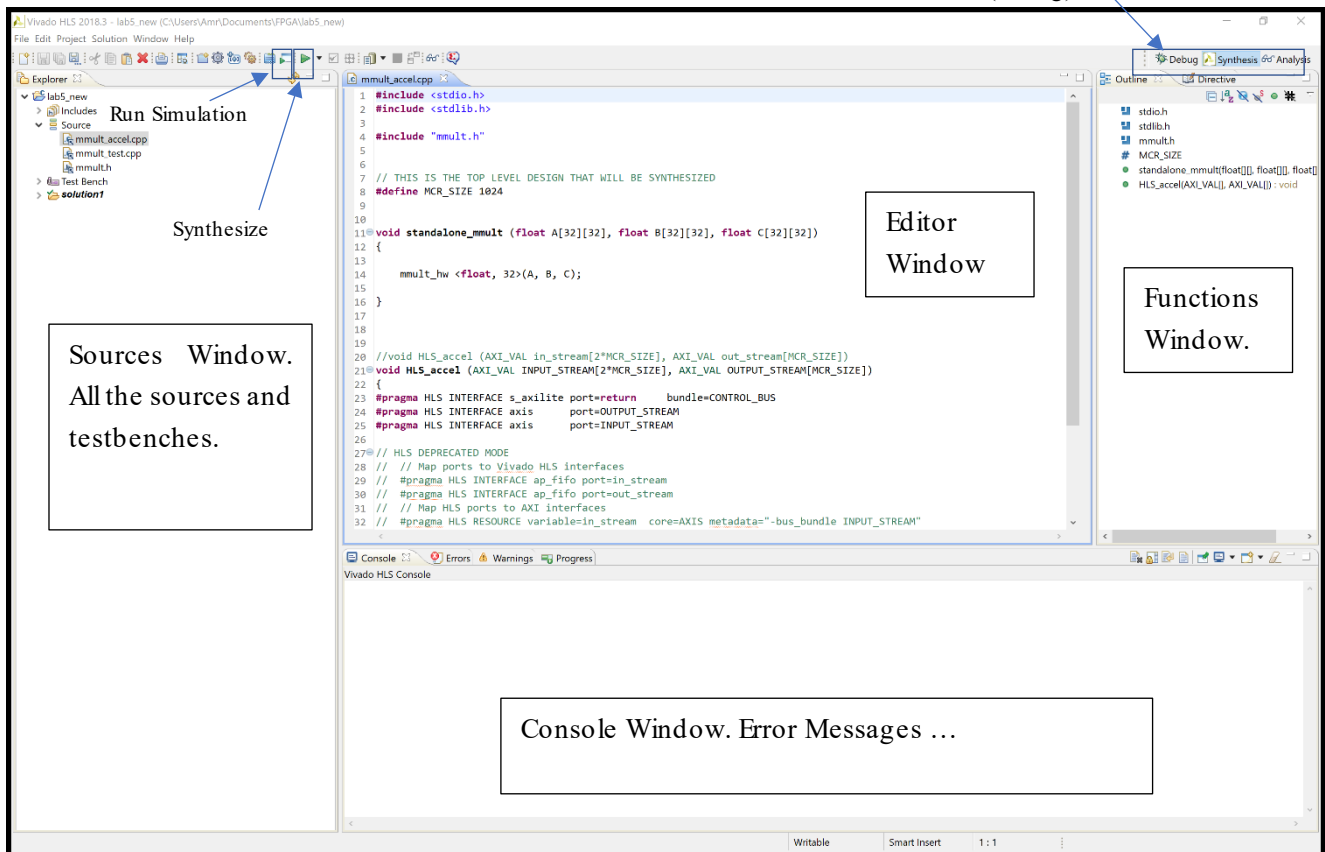 Vivado HLS 2018.3 - lab5_new (C:\Users\Amr\Documents\FPGA\lab5_new)
File Edit Project Solution Window Help
Debug Synthesis Analysis
Explorer
mmult_accel.cpp
Outline Directive
lab5_new
Includes
Source
mmult_accel.cpp
mmult_test.cpp
mmult.h
Test Bench
solution1
Run Simulation
Synthesize
Sources Window.
All the sources and
testbenches.
1 #include <stdio.h>
2 #include <stdlib.h>
3
4 #include "mmult.h"
5
6
7 // THIS IS THE TOP LEVEL DESIGN THAT WILL BE SYNTHESIZED
8 #define MCR_SIZE 1024
9
10
11 void standalone_mmult (float A[32][32], float B[32][32], float C[32][32])
12 {
13
14 mmult_hw <float, 32>(A, B, C);
15
16 }
17
18
19
20 //void HLS_accel (AXI_VAL in_stream[2*MCR_SIZE], AXI_VAL out_stream[MCR_SIZE])
21 void HLS_accel (AXI_VAL INPUT_STREAM[2*MCR_SIZE], AXI_VAL OUTPUT_STREAM[MCR_SIZE])
22 {
23 #pragma HLS INTERFACE s_axilite port=return bundle=CONTROL_BUS
24 #pragma HLS INTERFACE axis port=OUTPUT_STREAM
25 #pragma HLS INTERFACE axis port=INPUT_STREAM
26
27 // HLS DEPRECATED MODE
28 // // Map ports to Vivado HLS interfaces
29 // #pragma HLS INTERFACE ap_fifo port=in_stream
30 // #pragma HLS INTERFACE ap_fifo port=out_stream
31 // // Map HLS ports to AXI interfaces
32 // #pragma HLS RESOURCE variable=in_stream core=AXIS metadata="-bus_bundle INPUT_STREAM"
Editor
Window
stdio.h
stdlib.h
mmult.h
MCR_SIZE
standalone_mmult(float[][], float[][], float[]
HLS_accel(AXI_VAL[], AXI_VAL[]) : void
Functions
Window.
Console Errors Warnings Progress
Vivado HLS Console
Console Window. Error Messages …
Writable Smart Insert 1 : 1